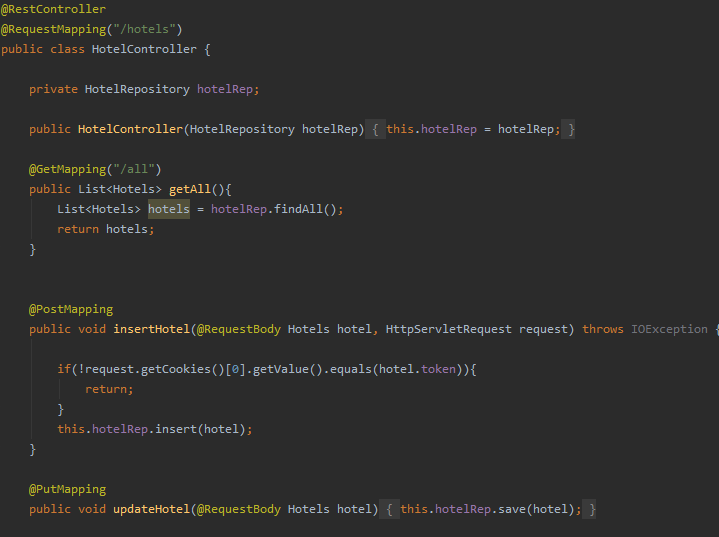 @RestController
@RequestMapping("/hotels")
public class HotelController {
private HotelRepository hotelRep;
public HotelController(HotelRepository hotelRep) { this.hotelRep = hotelRep; }
@GetMapping("/all")
public List<Hotels> getAll(){
List<Hotels> hotels = hotelRep.findAll();
return hotels;
}
@PostMapping
public void insertHotel(@RequestBody Hotels hotel, HttpServletRequest request) throws IOException {
if(!request.getCookies()[0].getValue().equals(hotel.token)){
return;
}
this.hotelRep.insert(hotel);
}
@PutMapping
public void updateHotel(@RequestBody Hotels hotel) { this.hotelRep.save(hotel); }